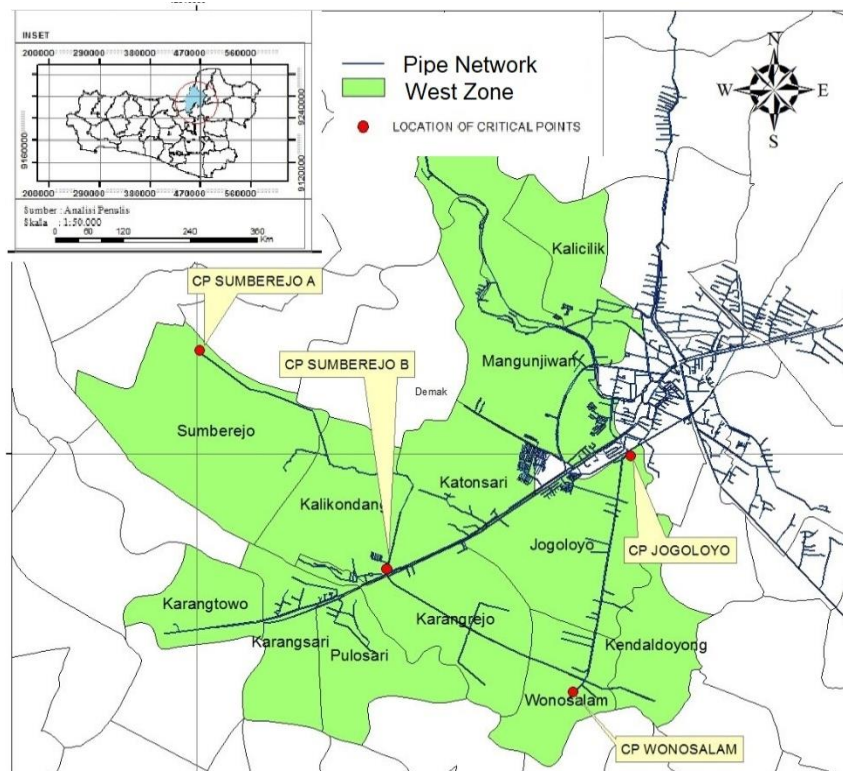 INSET
200000 290000 380000 470000 560000
9240000
9160000
9120000
200000 290000 380000 470000 560000
Sumber : Analisi Penulis
Skala : 1:50.000
0 60 120 240 360
Km
Pipe Network
West Zone
LOCATION OF CRITICAL POINTS
N
W
E
S
Kalicilik
CP SUMBEREJO A
CP SUMBEREJO B
Mangunjiwan
Demak
Sumberejo
Katonsari
Kalikondang
Jogoloyo
CP JOGOLOYO
Karangtowo
Karangrejo
Karangsari
Kendaldoyong
Pulosari
Wonosalam
CP WONOSALAM